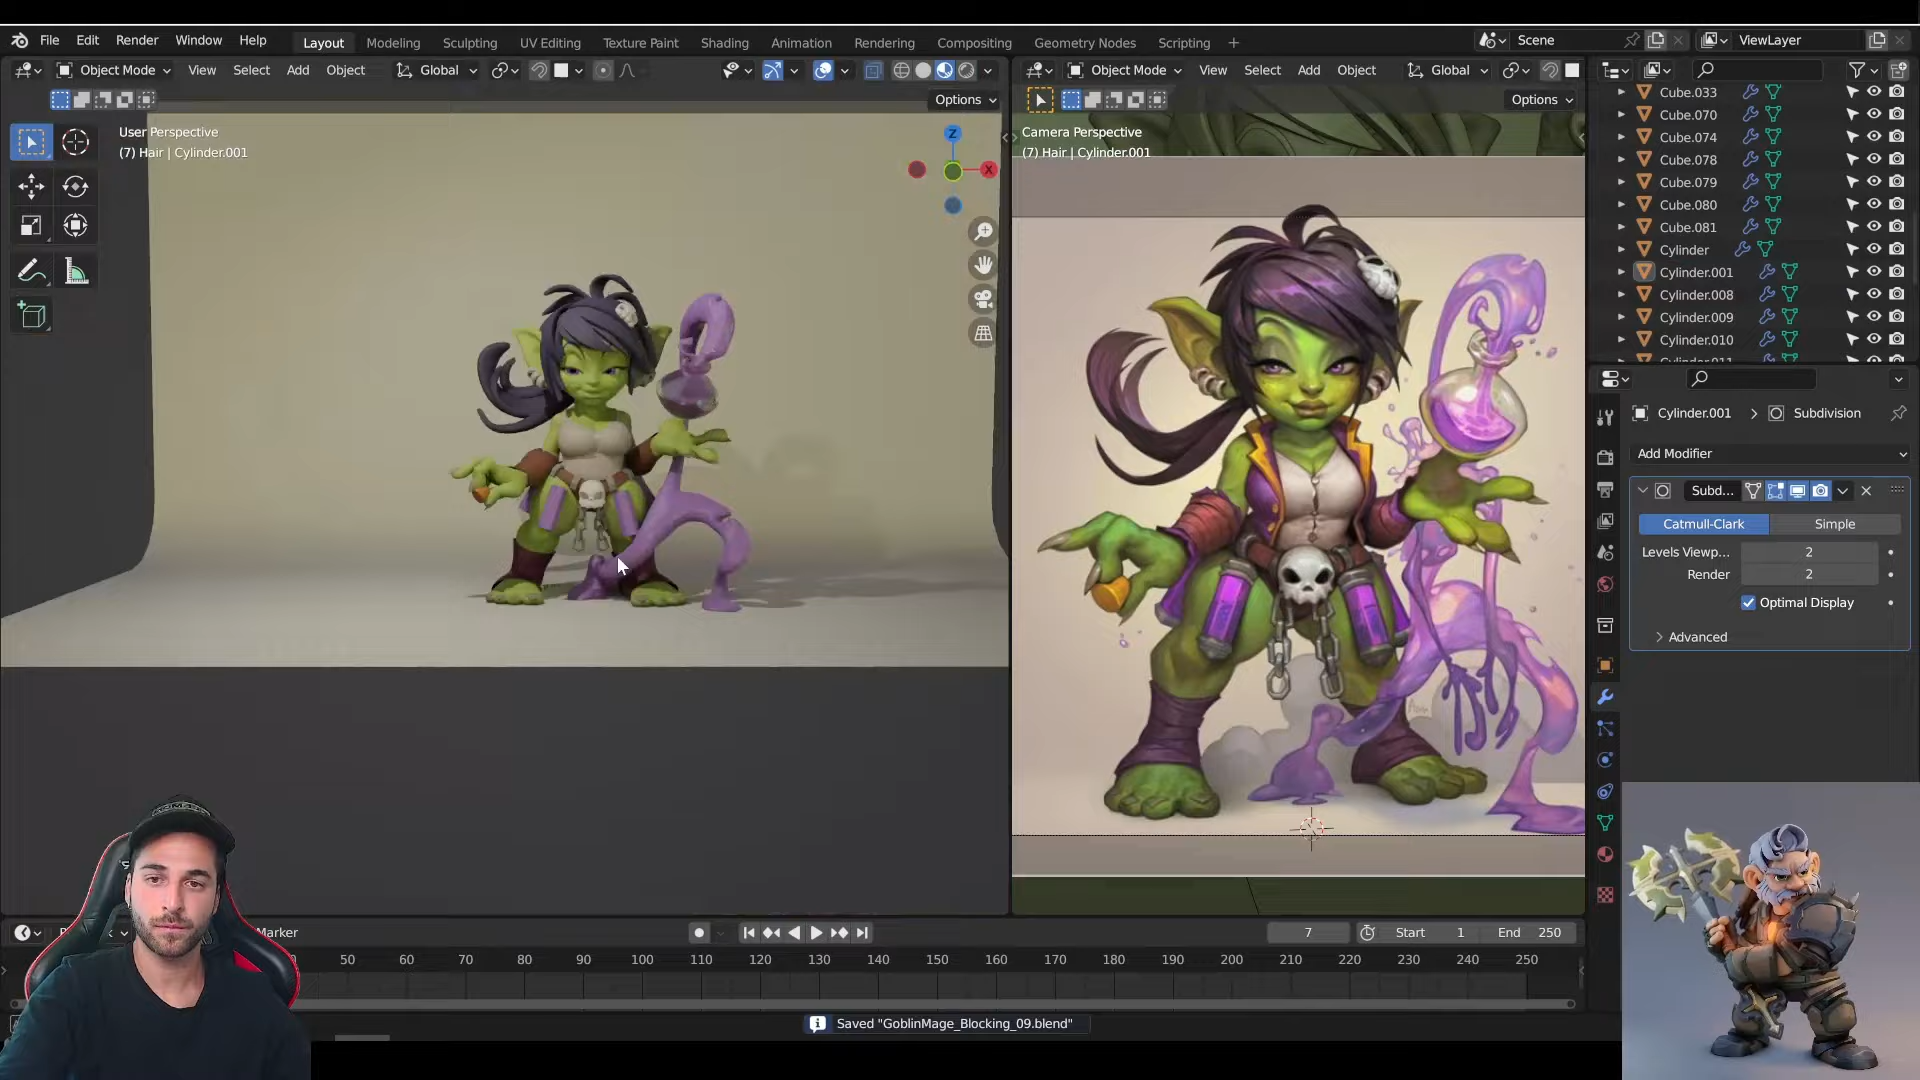 File Edit Render Window Help Layout Modeling Sculpting UV Editing Texture Paint Shading Animation Rendering Compositing Geometry Nodes Scripting + Scene ViewLayer
Object Mode View Select Add Object Global
Object Mode View Select Add Object Global
Options
Options
User Perspective
(7) Hair | Cylinder.001
Z
X
Camera Perspective
(7) Hair | Cylinder.001
Cube.033
Cube.070
Cube.074
Cube.078
Cube.079
Cube.080
Cube.081
Cylinder
Cylinder.001
Cylinder.008
Cylinder.009
Cylinder.010
Cylinder.011
Cylinder.001 > Subdivision
Add Modifier
Subd...
Catmull-Clark Simple
Levels Viewp... 2
Render 2
Optimal Display
Advanced
Marker
7 Start 1 End 250
50 60 70 80 90 100 110 120 130 140 150 160 170 180 190 200 210 220 230 240 250
Saved "GoblinMage_Blocking_09.blend"